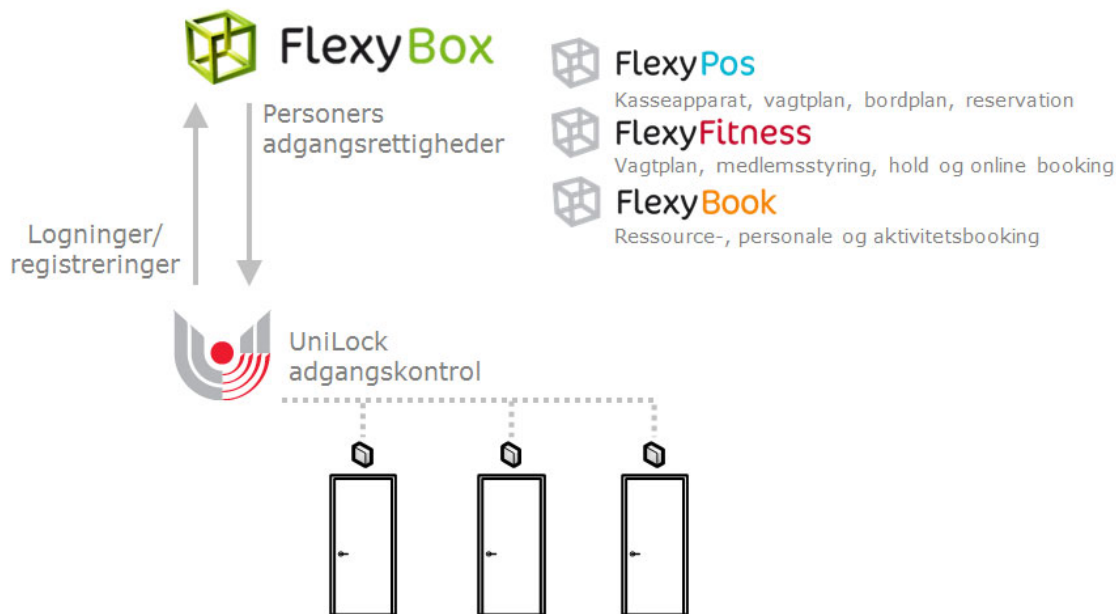 FlexyBox
Personers
adgangsrettigheder
Logninger/
registreringer
FlexyPos
Kasseapparat, vagtplan, bordplan, reservation
FlexyFitness
Vagtplan, medlemsstyring, hold og online booking
FlexyBook
Ressource-, personale og aktivitetsbooking
UniLock
adgangskontrol